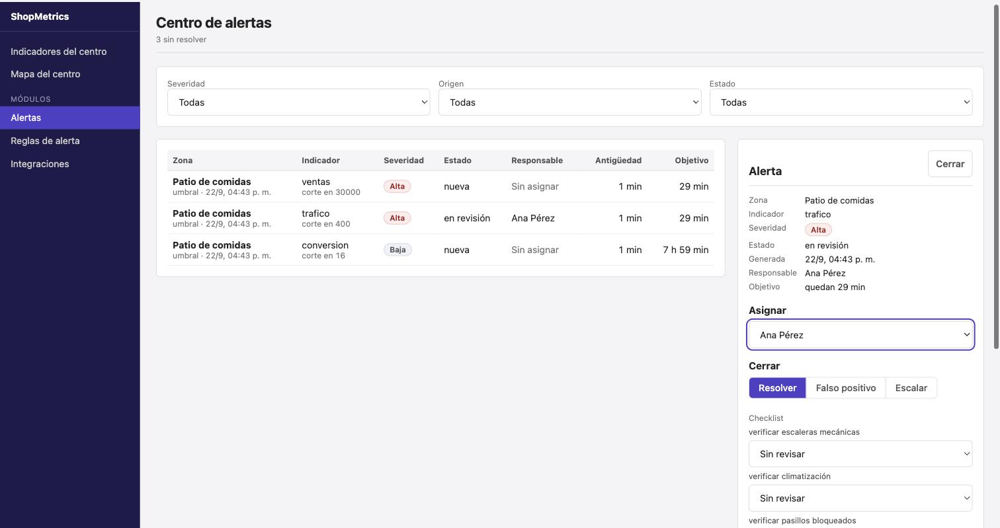 ShopMetrics
Indicadores del centro
Mapa del centro
MÓDULOS
Alertas
Reglas de alerta
Integraciones
Centro de alertas
3 sin resolver
Severidad Origen Estado
Todas Todas Todas
Zona Indicador Severidad Estado Responsable Antigüedad Objetivo
Patio de comidas ventas Alta nueva Sin asignar 1 min 29 min
umbral · 22/9, 04:43 p. m. corte en 30000
Patio de comidas trafico Alta en revisión Ana Pérez 1 min 29 min
umbral · 22/9, 04:43 p. m. corte en 400
Patio de comidas conversion Baja nueva Sin asignar 1 min 7 h 59 min
umbral · 22/9, 04:43 p. m. corte en 16
Alerta Cerrar
Zona Patio de comidas
Indicador trafico
Severidad Alta
Estado en revisión
Generada 22/9, 04:43 p. m.
Responsable Ana Pérez
Objetivo quedan 29 min
Asignar
Ana Pérez
Cerrar
Resolver Falso positivo Escalar
Checklist
verificar escaleras mecánicas
Sin revisar
verificar climatización
Sin revisar
verificar pasillos bloqueados